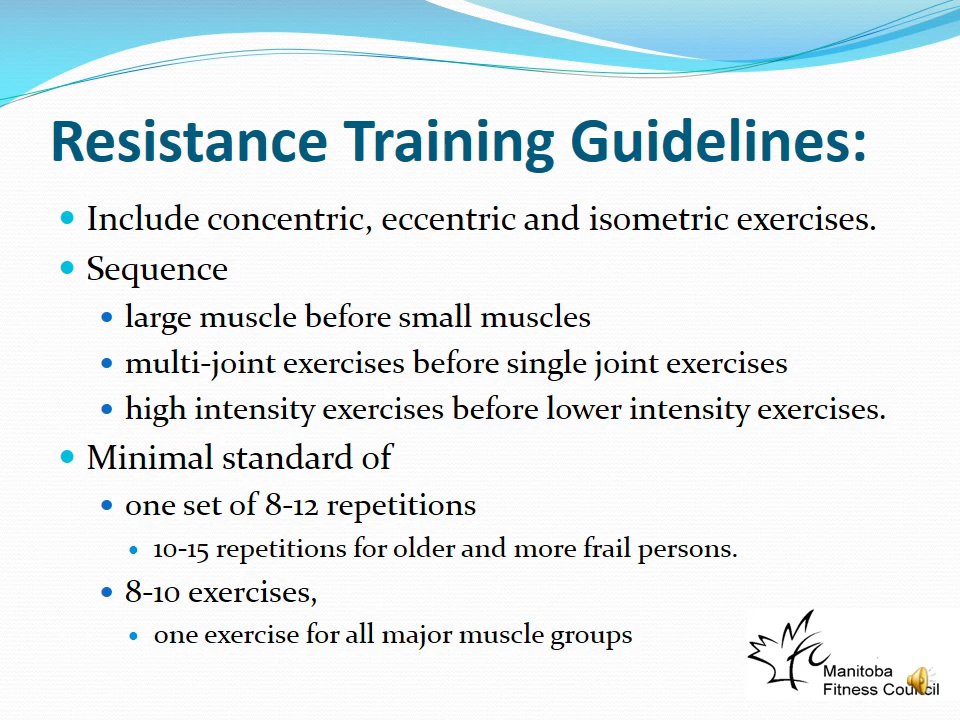 Resistance Training Guidelines:
Include concentric, eccentric and isometric exercises.
Sequence
large muscle before small muscles
multi-joint exercises before single joint exercises
high intensity exercises before lower intensity exercises.
Minimal standard of
one set of 8-12 repetitions
10-15 repetitions for older and more frail persons.
8-10 exercises,
one exercise for all major muscle groups
Manitoba
Fitness Council